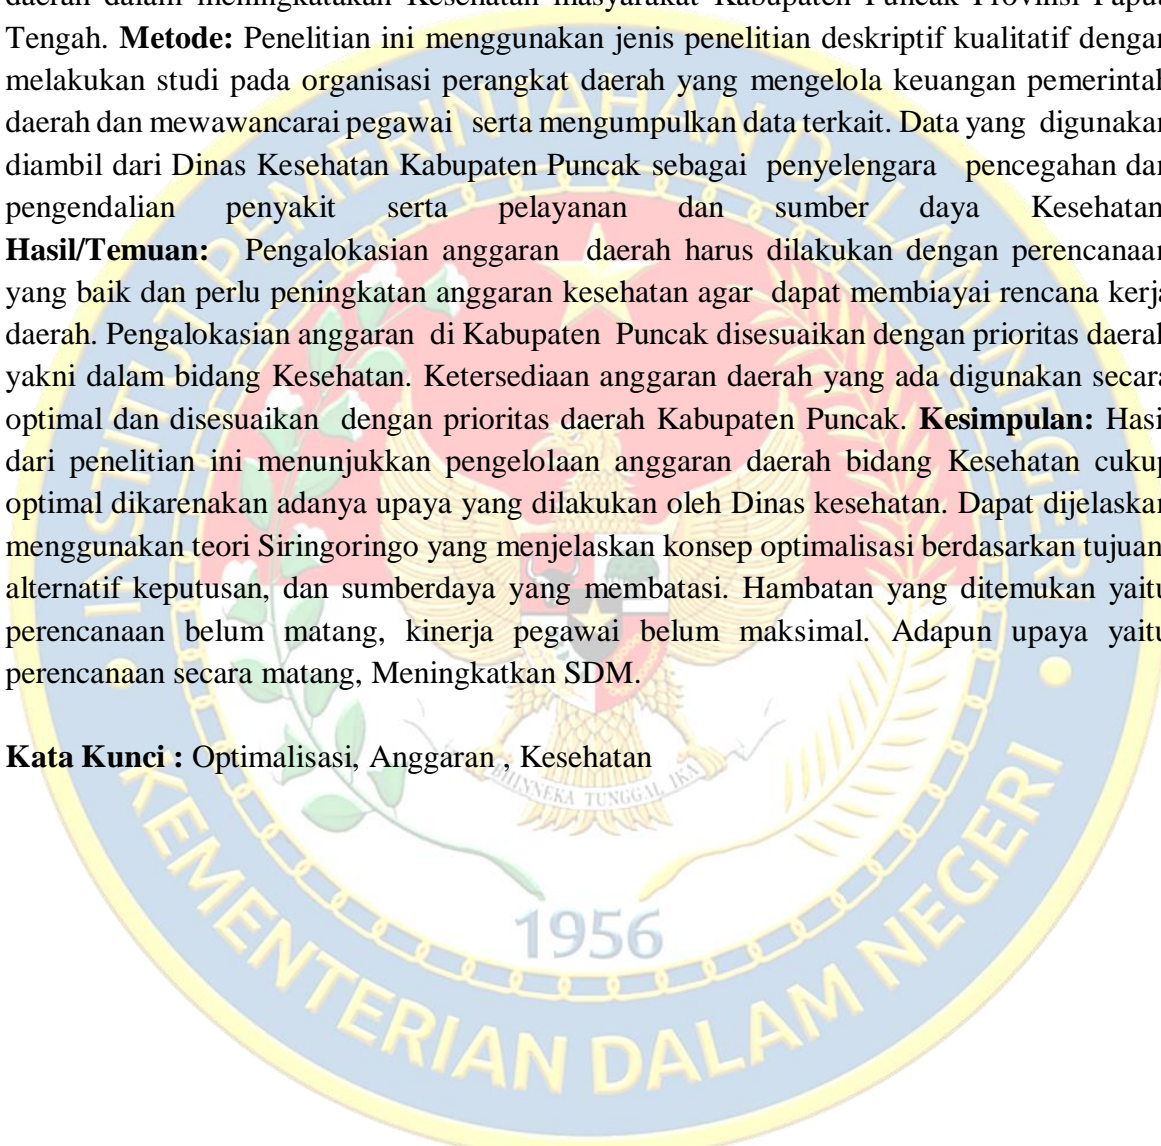 daerah dalam meningkatakan Kesehatan masyarakat Kabupaten Puncak Provinsi Papua
Tengah. Metode: Penelitian ini menggunakan jenis penelitian deskriptif kualitatif dengan
melakukan studi pada organisasi perangkat daerah yang mengelola keuangan pemerintah
daerah dan mewawancarai pegawai serta mengumpulkan data terkait. Data yang digunakan
diambil dari Dinas Kesehatan Kabupaten Puncak sebagai penyelengara pencegahan dan
pengendalian penyakit serta pelayanan dan sumber daya Kesehatan
Hasil/Temuan: Pengalokasian anggaran daerah harus dilakukan dengan perencanaan
yang baik dan perlu peningkatan anggaran kesehatan agar dapat membiayai rencana kerja
daerah. Pengalokasian anggaran di Kabupaten Puncak disesuaikan dengan prioritas daerah
yakni dalam bidang Kesehatan. Ketersediaan anggaran daerah yang ada digunakan secara
optimal dan disesuaikan dengan prioritas daerah Kabupaten Puncak. Kesimpulan: Hasil
dari penelitian ini menunjukkan pengelolaan anggaran daerah bidang Kesehatan cukup
optimal dikarenakan adanya upaya yang dilakukan oleh Dinas kesehatan. Dapat dijelaskan
menggunakan teori Siringoringo yang menjelaskan konsep optimalisasi berdasarkan tujuan
alternatif keputusan, dan sumberdaya yang membatasi. Hambatan yang ditemukan yaitu
perencanaan belum matang, kinerja pegawai belum maksimal. Adapun upaya yaitu
perencanaan secara matang, Meningkatkan SDM.
Kata Kunci : Optimalisasi, Anggaran , Kesehatan
INSTITUT PEMERINTAHAN DALAM NEGERI
BHINNEKA TUNGGAL IKA
1956
KEMENTERIAN DALAM NEGERI